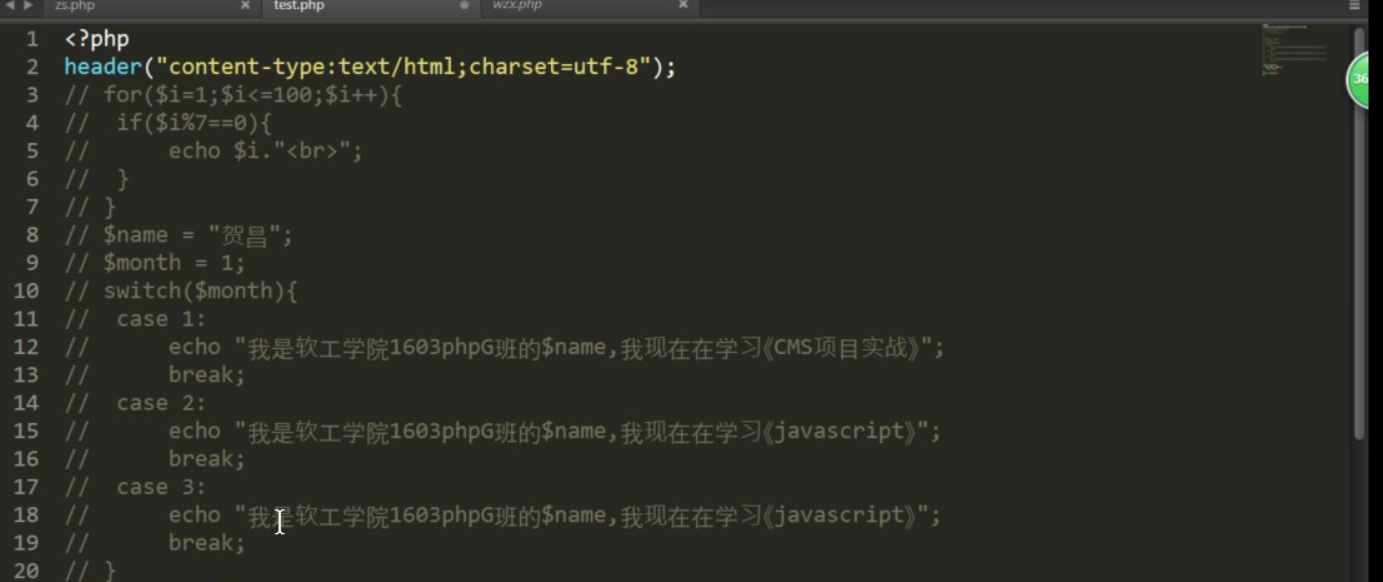 zs.php test.php wzx.php
1 <?php
2 header("content-type:text/html;charset=utf-8");
3 // for($i=1;$i<=100;$i++){
4 //  if($i%7==0){
5 //      echo $i."<br>";
6 //  }
7 // }
8 // $name = "贺昌";
9 // $month = 1;
10 // switch($month){
11 //  case 1:
12 //      echo "我是软工学院1603phpG班的$name,我现在在学习《CMS项目实战》";
13 //      break;
14 //  case 2:
15 //      echo "我是软工学院1603phpG班的$name,我现在在学习《javascript》";
16 //      break;
17 //  case 3:
18 //      echo "我是软工学院1603phpG班的$name,我现在在学习《javascript》";
19 //      break;
20 // }
36